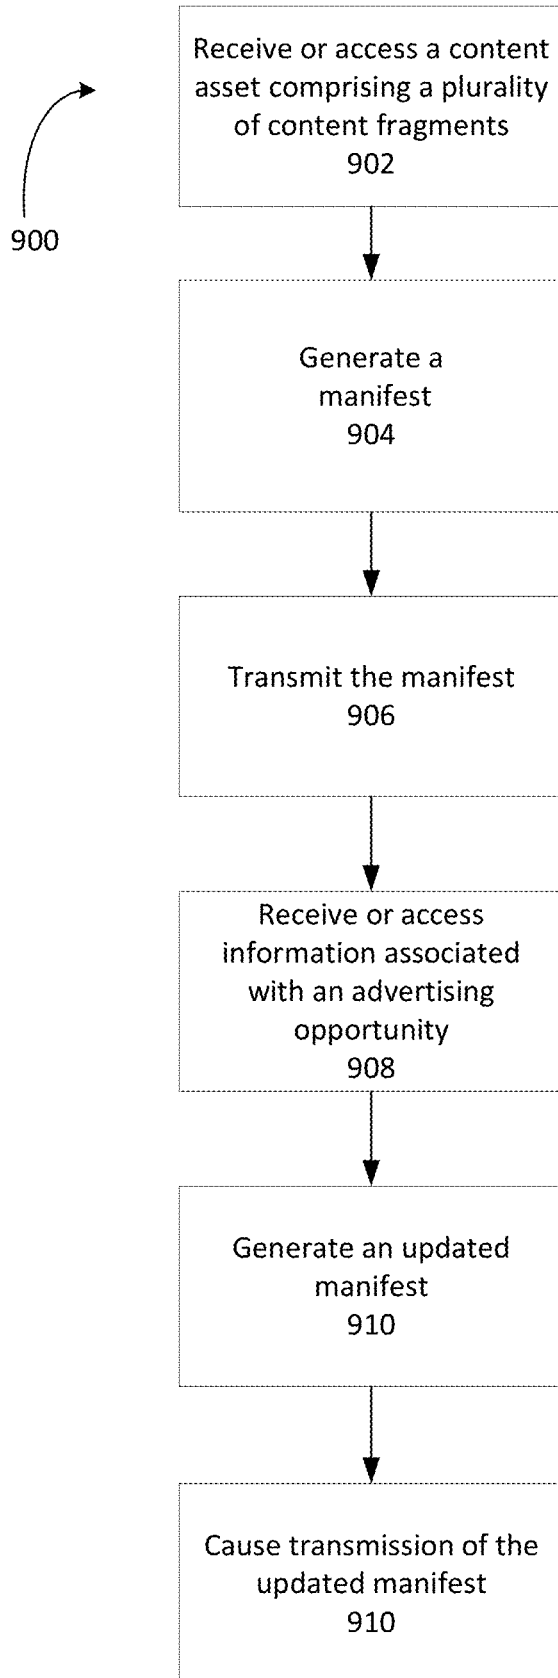 Receive or access a content
asset comprising a plurality
of content fragments
902
900
Generate a
manifest
904
Transmit the manifest
906
Receive or access
information associated
with an advertising
opportunity
908
Generate an updated
manifest
910
Cause transmission of the
updated manifest
910